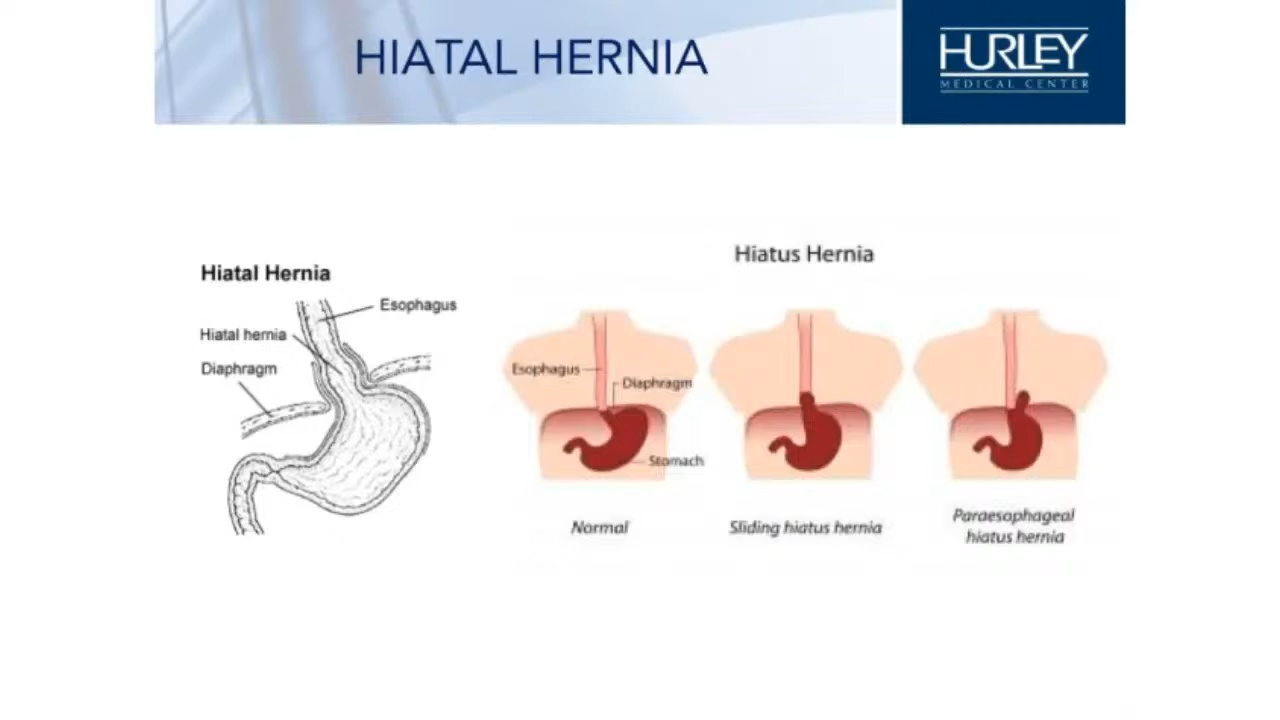 HIATAL HERNIA
HURLEY
MEDICAL CENTER
Hiatal Hernia
Esophagus
Hiatal hernia
Diaphragm
Hiatus Hernia
Esophagus
Diaphragm
Stomach
Normal
Sliding hiatus hernia
Paraesophageal
hiatus hernia